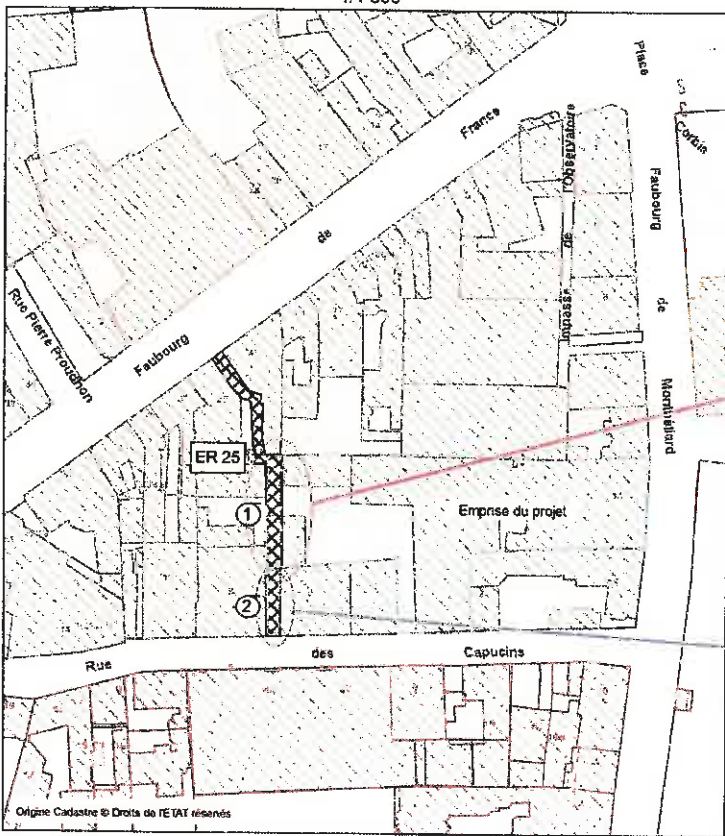 Place
Corbis
France
Impasse de l'Observatoire
Faubourg
de
de
Rue Pierre Proudhon
Faubourg
Montbéliard
ER 25
1
Emprise du projet
2
Rue des Capucins
Origine Cadastre © Droits de l'ETAT réservés